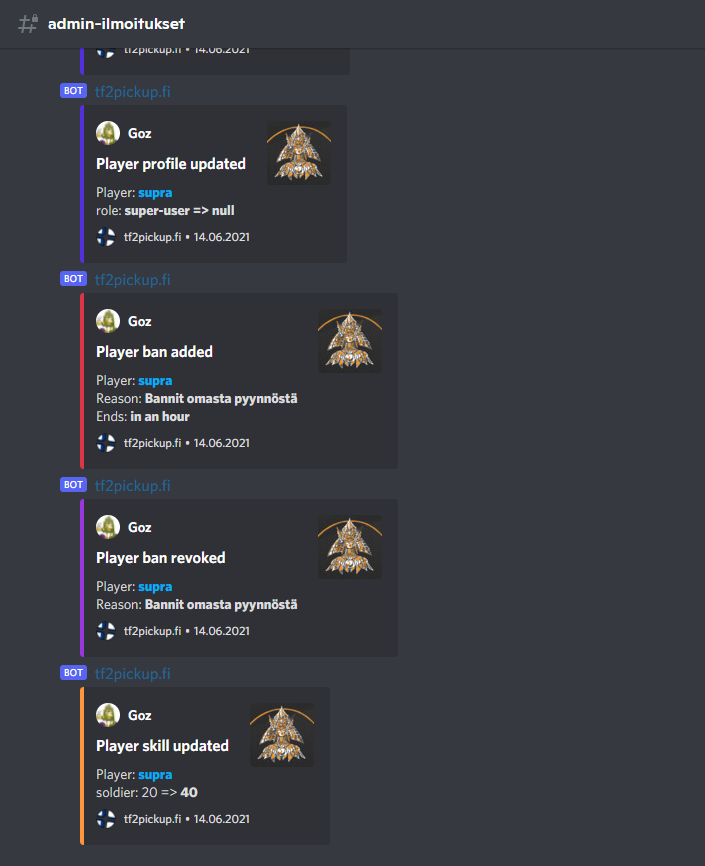 admin-ilmoitukset
tf2pickup.fi • 14.06.2021
BOT tf2pickup.fi
Goz
Player profile updated
Player: supra
role: super-user => null
tf2pickup.fi • 14.06.2021
BOT tf2pickup.fi
Goz
Player ban added
Player: supra
Reason: Bannit omasta pyynnöstä
Ends: in an hour
tf2pickup.fi • 14.06.2021
BOT tf2pickup.fi
Goz
Player ban revoked
Player: supra
Reason: Bannit omasta pyynnöstä
tf2pickup.fi • 14.06.2021
BOT tf2pickup.fi
Goz
Player skill updated
Player: supra
soldier: 20 => 40
tf2pickup.fi • 14.06.2021